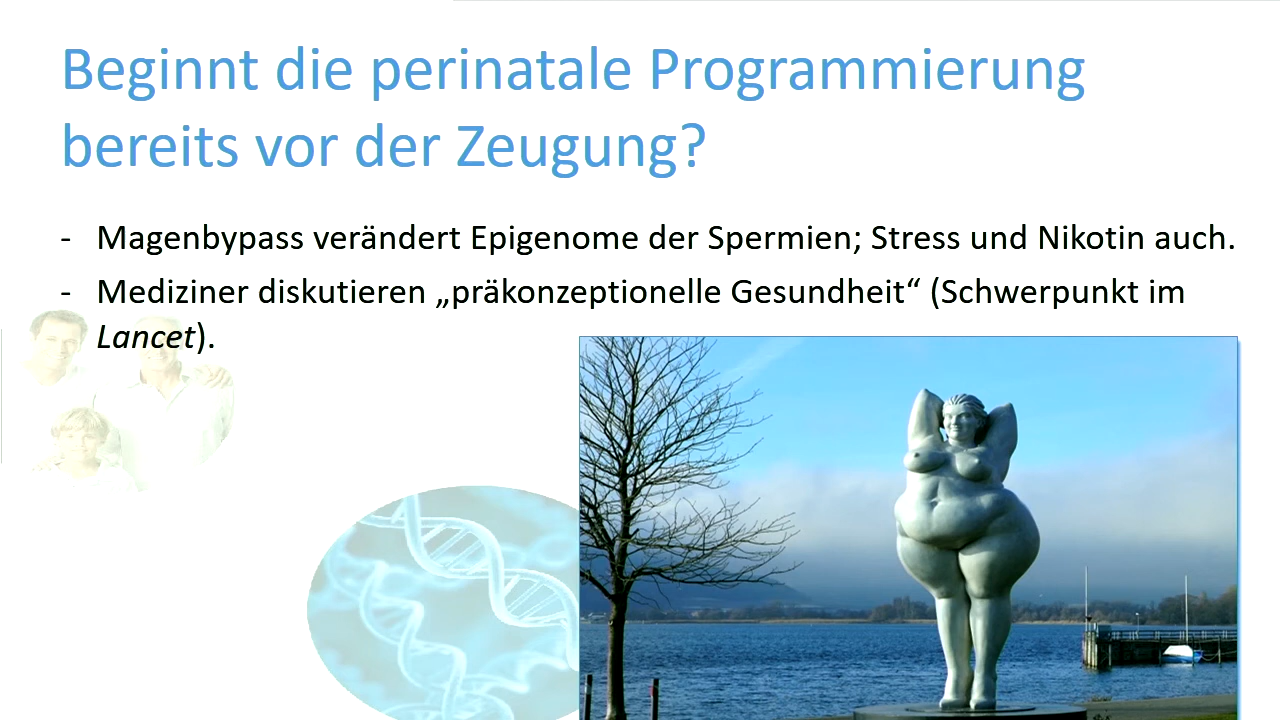 Beginnt die perinatale Programmierung
bereits vor der Zeugung?
- Magenbypass verändert Epigenome der Spermien; Stress und Nikotin auch.
- Mediziner diskutieren „präkonzeptionelle Gesundheit“ (Schwerpunkt im
Lancet).